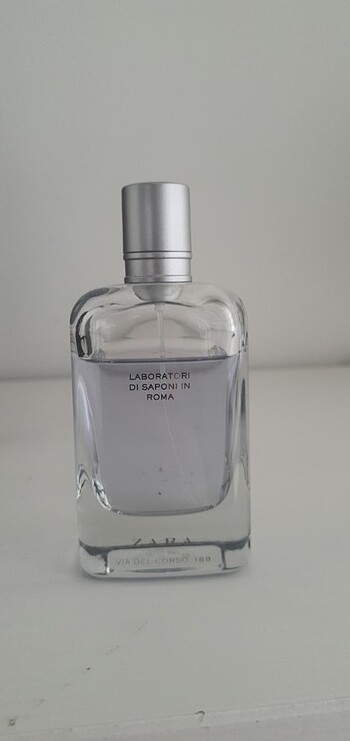 LABORATORI
DI SAPONI IN
ROMA
ZARA
VIA DEL CORSO, 189